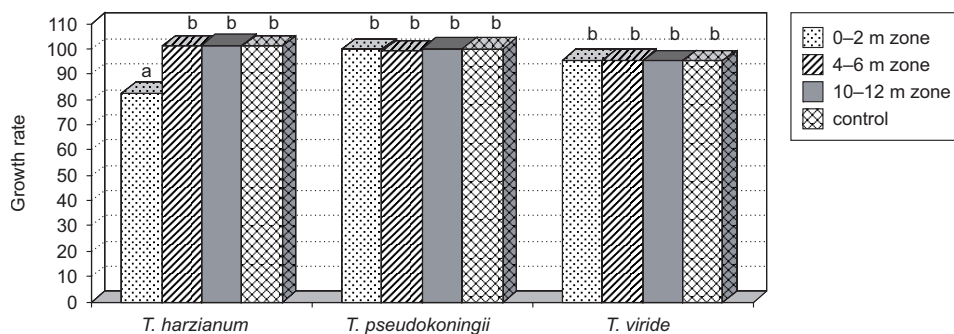 Growth rate
110
100
90
80
70
60
50
40
30
20
10
0
a b b b
b b b b
b b b b
T. harzianum
T. pseudokoningii
T. viride
0–2 m zone
4–6 m zone
10–12 m zone
control